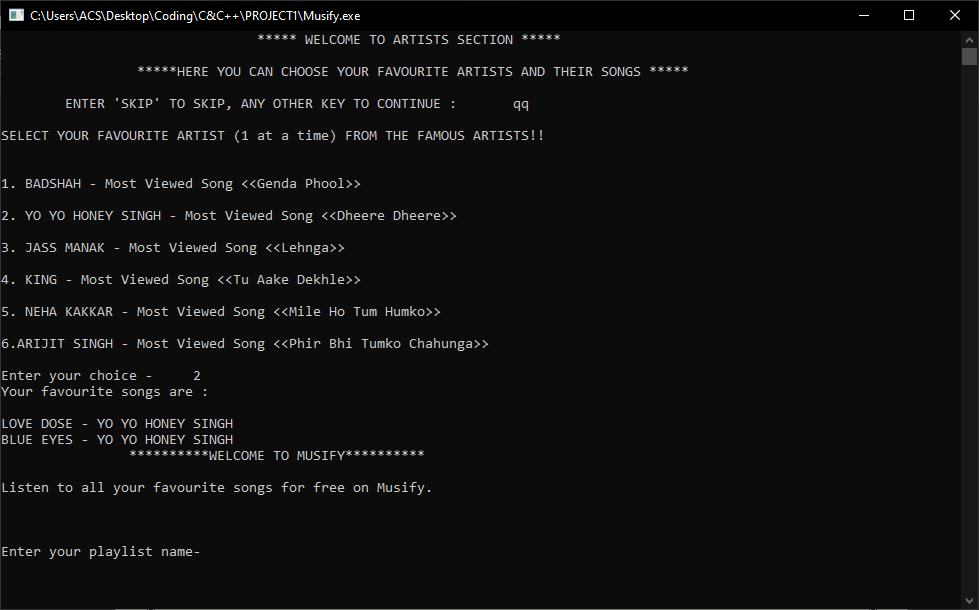 C:\Users\ACS\Desktop\Coding\C&C++\PROJECT1\Musify.exe
***** WELCOME TO ARTISTS SECTION *****
*****HERE YOU CAN CHOOSE YOUR FAVOURITE ARTISTS AND THEIR SONGS *****
ENTER 'SKIP' TO SKIP, ANY OTHER KEY TO CONTINUE : qq
SELECT YOUR FAVOURITE ARTIST (1 at a time) FROM THE FAMOUS ARTISTS!!
1. BADSHAH - Most Viewed Song <<Genda Phool>>
2. YO YO HONEY SINGH - Most Viewed Song <<Dheere Dheere>>
3. JASS MANAK - Most Viewed Song <<Lehnga>>
4. KING - Most Viewed Song <<Tu Aake Dekhle>>
5. NEHA KAKKAR - Most Viewed Song <<Mile Ho Tum Humko>>
6.ARIJIT SINGH - Most Viewed Song <<Phir Bhi Tumko Chahunga>>
Enter your choice - 2
Your favourite songs are :
LOVE DOSE - YO YO HONEY SINGH
BLUE EYES - YO YO HONEY SINGH
**********WELCOME TO MUSIFY**********
Listen to all your favourite songs for free on Musify.
Enter your playlist name-